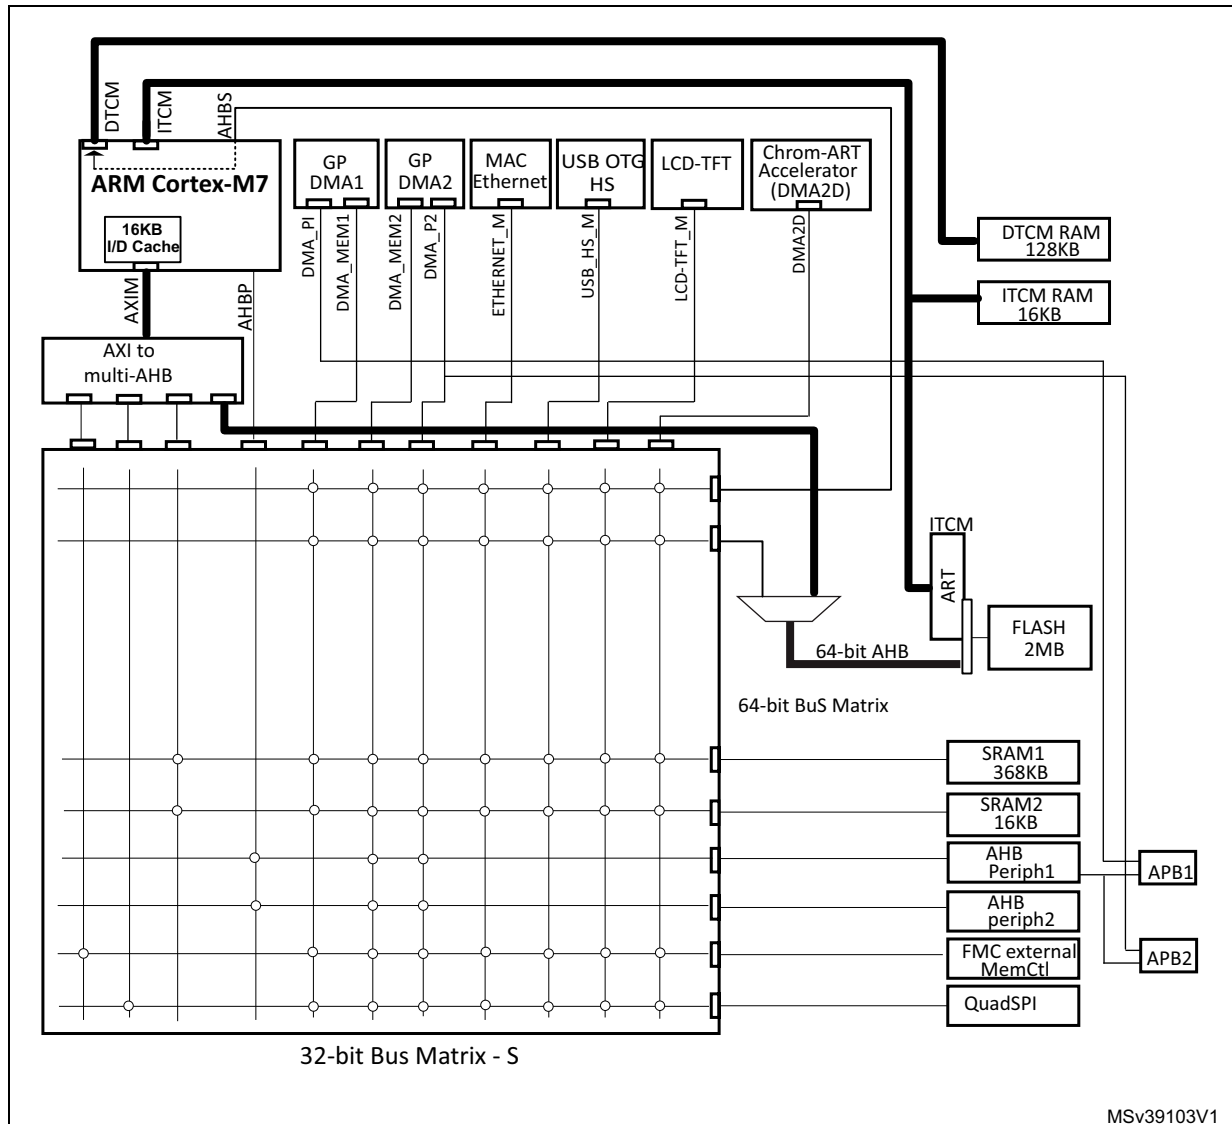 DTCM
ITCM
AHBS
ARM Cortex-M7
16KB
I/D Cache
AXIM
AHBP
AXI to
multi-AHB
GP
DMA1
GP
DMA2
MAC
Ethernet
USB OTG
HS
LCD-TFT
Chrom-ART
Accelerator
(DMA2D)
DMA_PI
DMA_MEM1
DMA_MEM2
DMA_P2
ETHERNET_M
USB_HS_M
LCD-TFT_M
DMA2D
DTCM RAM
128KB
ITCM RAM
16KB
ITCM
ART
FLASH
2MB
64-bit AHB
64-bit BuS Matrix
SRAM1
368KB
SRAM2
16KB
AHB
Periph1
APB1
AHB
periph2
FMC external
MemCtl
APB2
QuadSPI
32-bit Bus Matrix - S
MSv39103V1